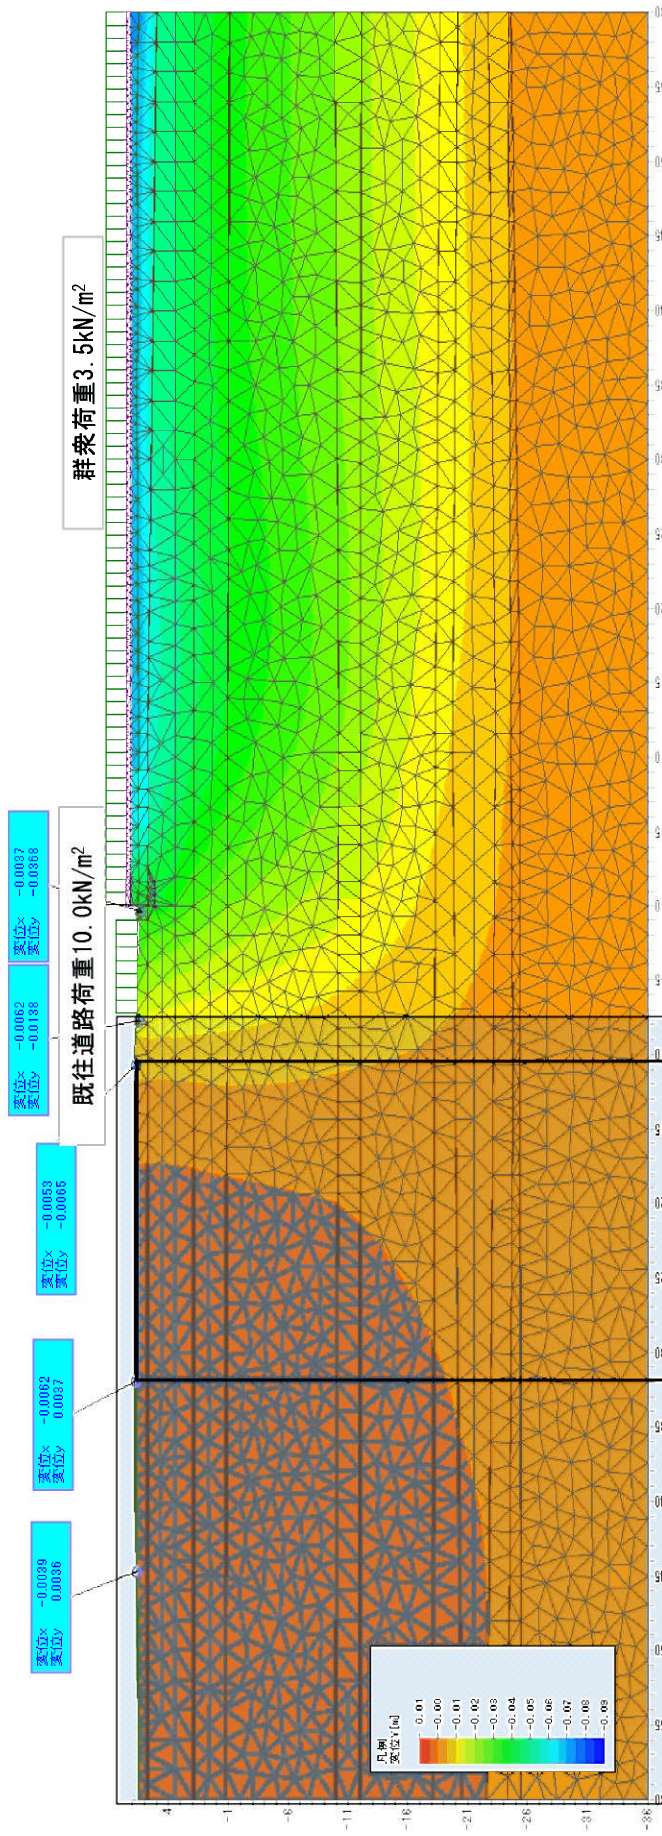 変位x -0.0039
変位y 0.0036
変位x -0.0062
変位y 0.0037
変位x -0.0053
変位y -0.0065
変位x -0.0062
変位y -0.0138
変位x -0.0037
変位y -0.0368
既往道路荷重10.0kN/m²
群衆荷重3.5kN/m²
凡例
変位Y[m]
0.01
-0.00
-0.01
-0.02
-0.03
-0.04
-0.05
-0.06
-0.07
-0.08
-0.09
4
-1
-6
-11
-16
-21
-26
-31
-36